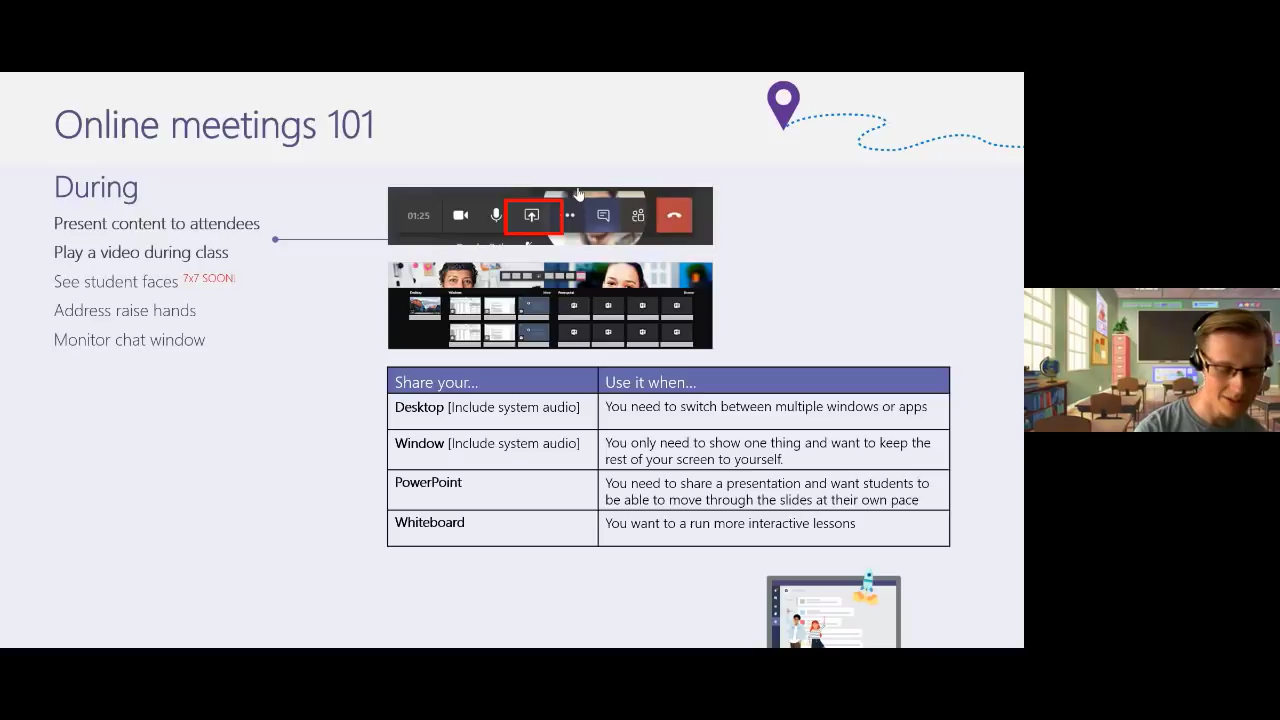 Online meetings 101
During
Present content to attendees
Play a video during class
See student faces 7x7 SOON!
Address raise hands
Monitor chat window
01:25
Desktop
Windows
Powerpoint
Browse
Share your...
Use it when...
Desktop [Include system audio]
You need to switch between multiple windows or apps
Window [Include system audio]
You only need to show one thing and want to keep the
rest of your screen to yourself.
PowerPoint
You need to share a presentation and want students to
be able to move through the slides at their own pace
Whiteboard
You want to a run more interactive lessons